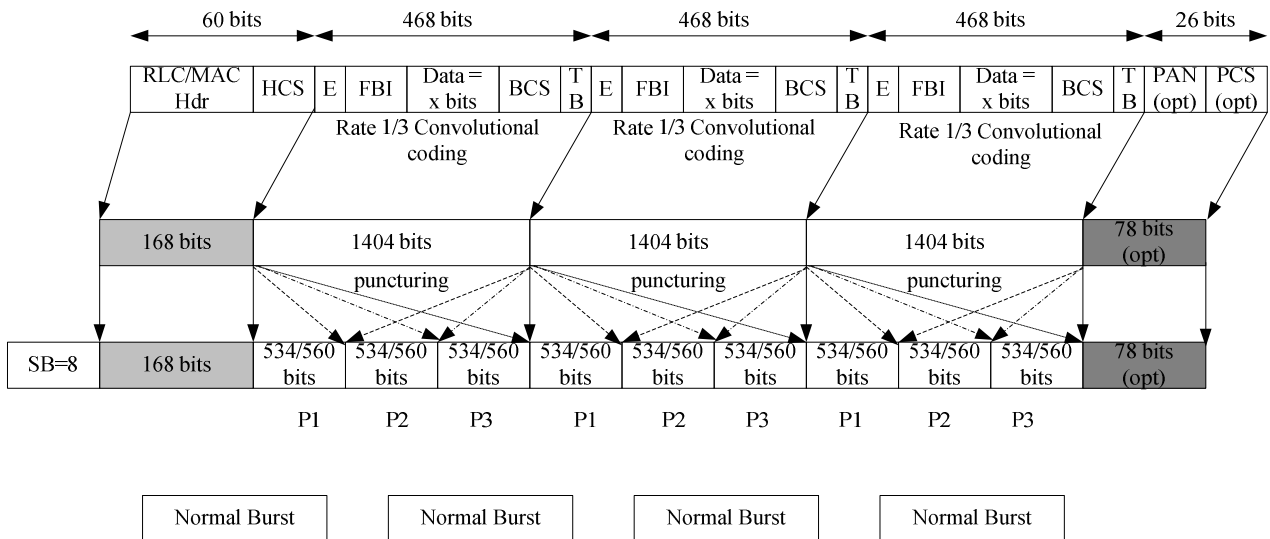 60 bits 468 bits 468 bits 468 bits 26 bits
RLC/MAC Hdr HCS E FBI Data = x bits BCS T B E FBI Data = x bits BCS T B E FBI Data = x bits BCS T B PAN (opt) PCS (opt)
Rate 1/3 Convolutional coding Rate 1/3 Convolutional coding Rate 1/3 Convolutional coding
168 bits 1404 bits 1404 bits 1404 bits 78 bits (opt)
puncturing puncturing puncturing
SB=8 168 bits 534/560 bits 534/560 bits 534/560 bits 534/560 bits 534/560 bits 534/560 bits 534/560 bits 534/560 bits 534/560 bits 78 bits (opt)
P1 P2 P3 P1 P2 P3 P1 P2 P3
Normal Burst Normal Burst Normal Burst Normal Burst